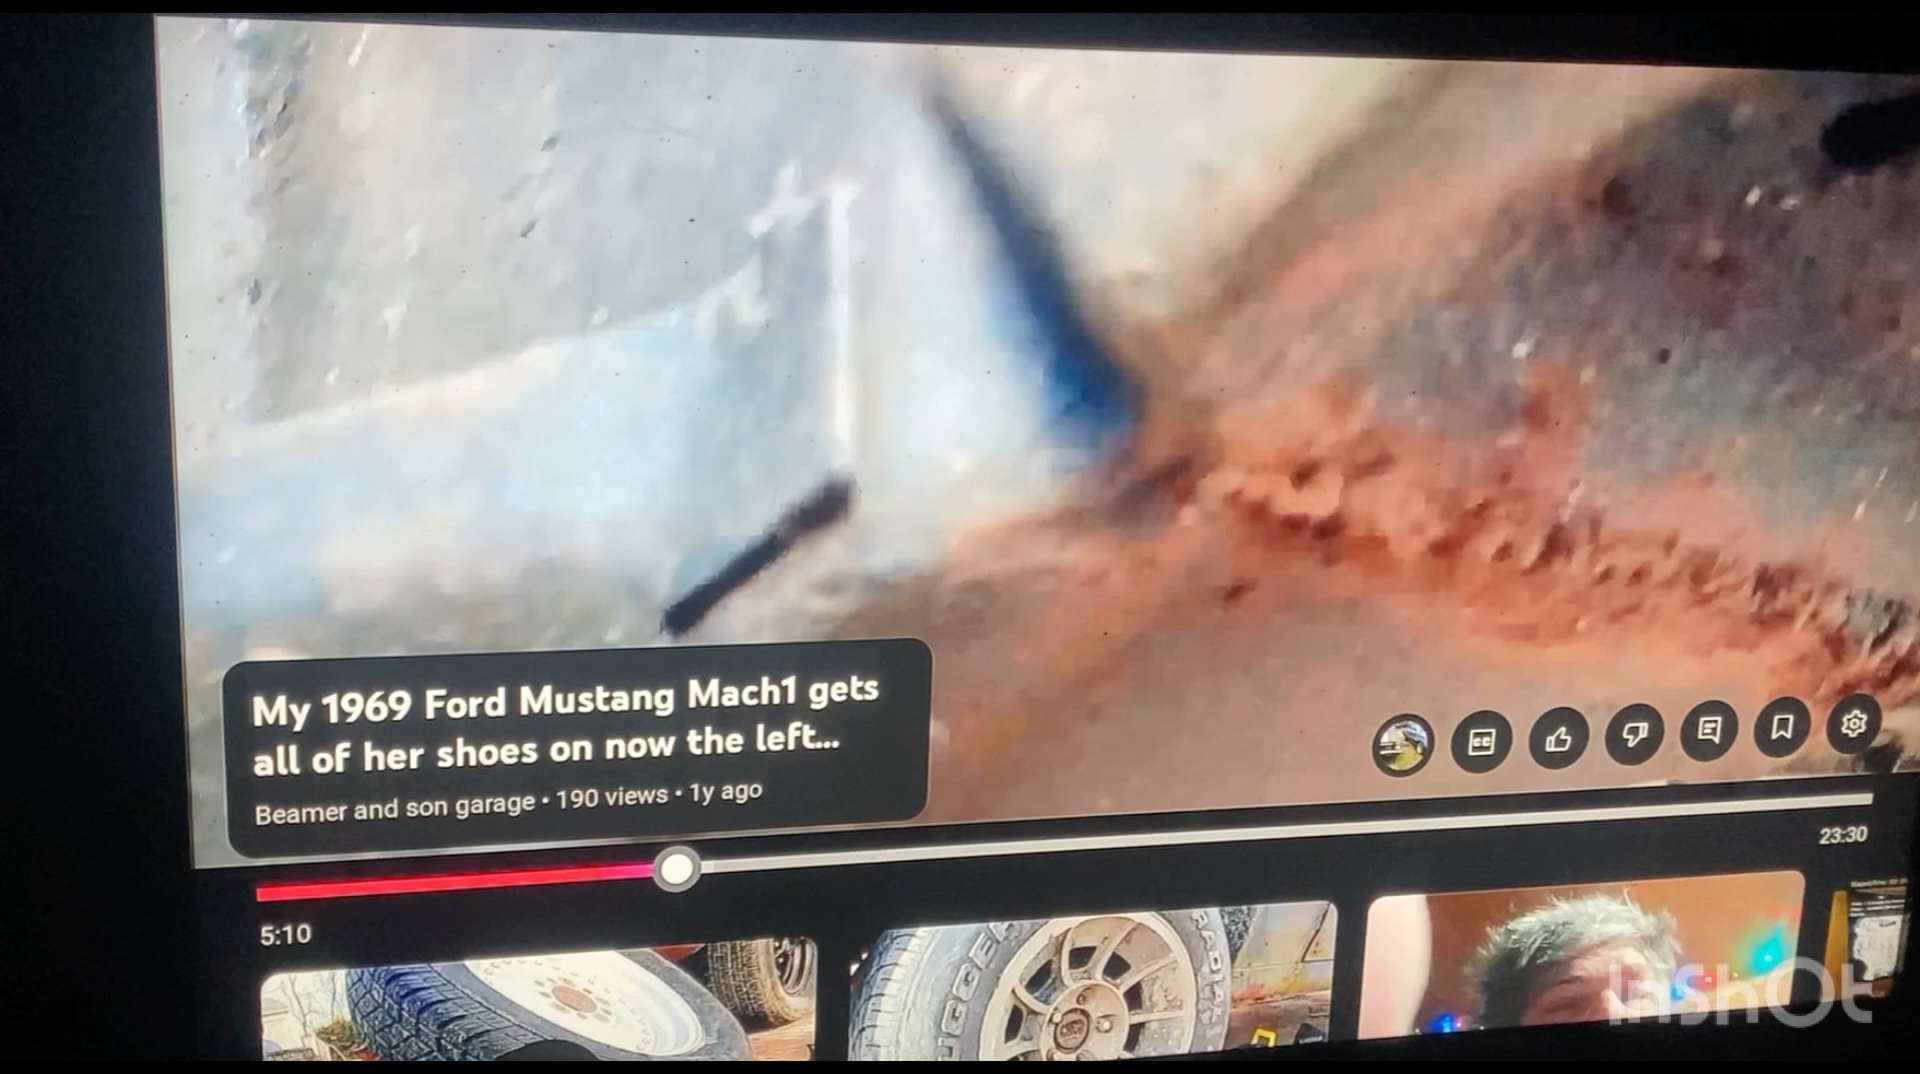 My 1969 Ford Mustang Mach1 gets
all of her shoes on now the left...
Beamer and son garage • 190 views • 1y ago
CC
23:30
5:10
RADIAL
InShOt